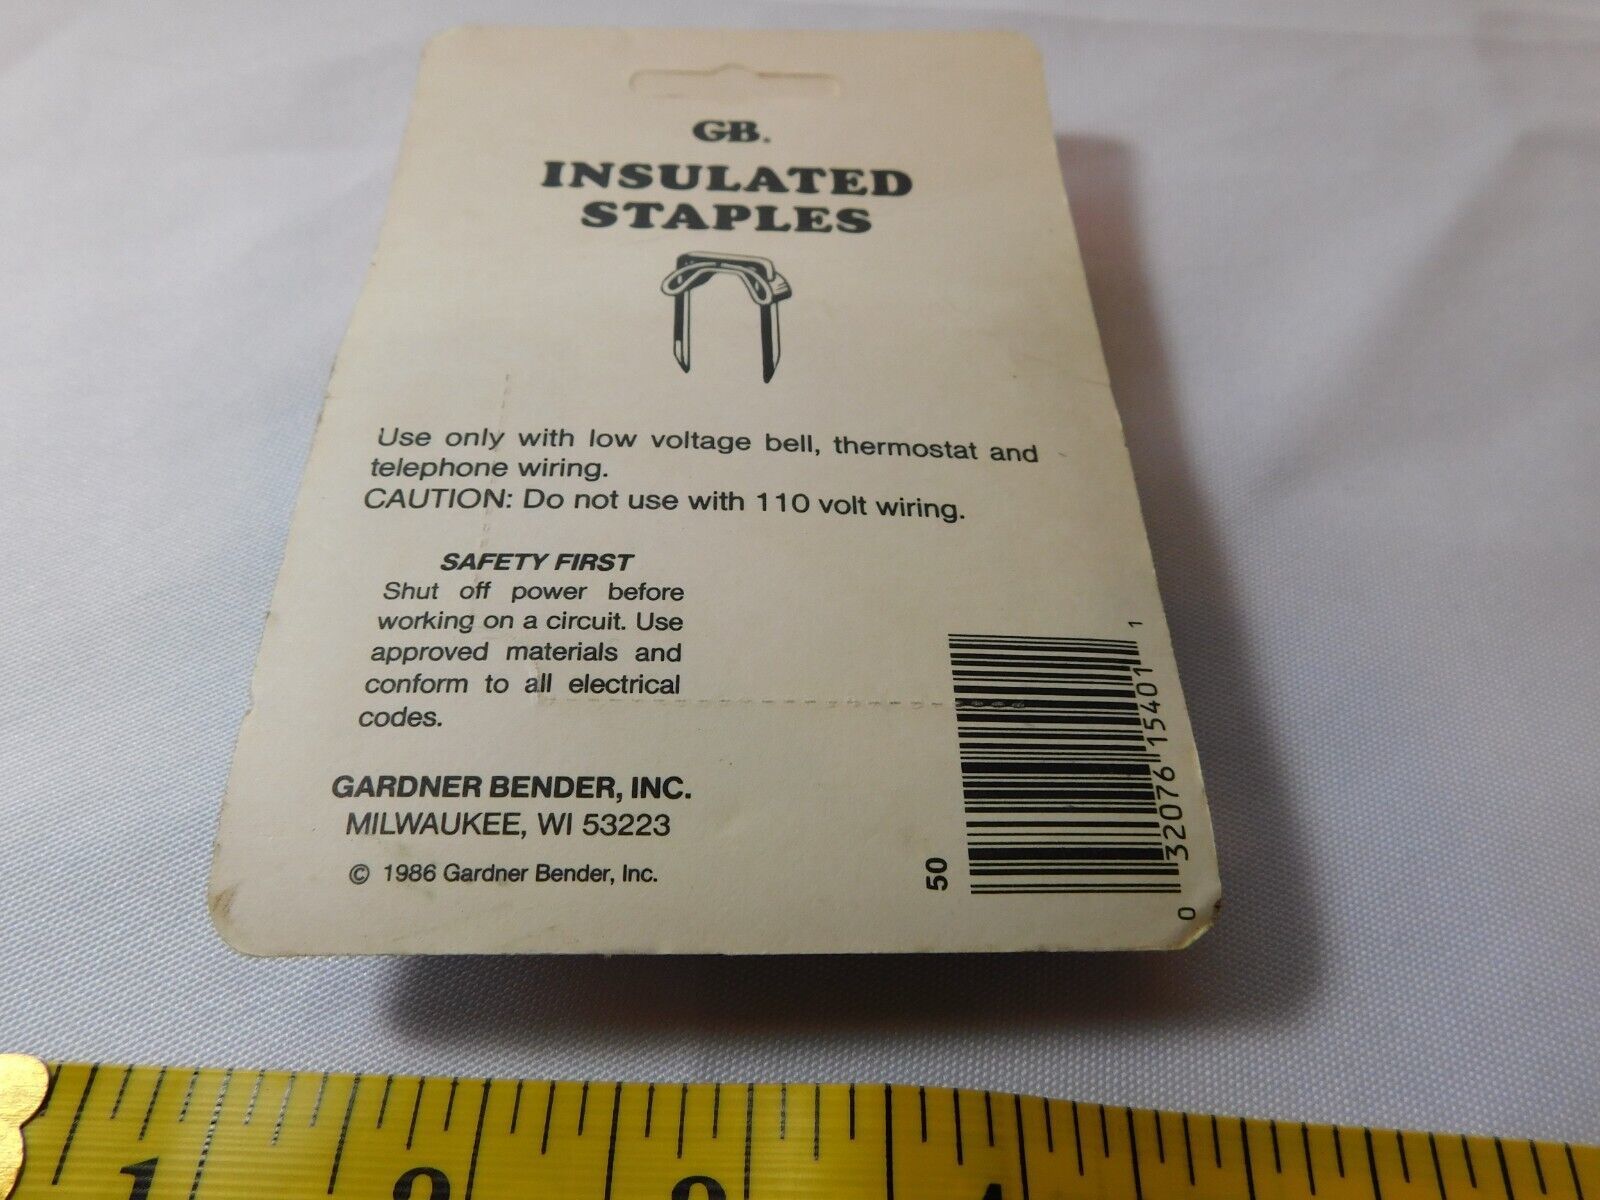 GB.
INSULATED
STAPLES
Use only with low voltage bell, thermostat and
telephone wiring.
CAUTION: Do not use with 110 volt wiring.
SAFETY FIRST
Shut off power before
working on a circuit. Use
approved materials and
conform to all electrical
codes.
GARDNER BENDER, INC.
MILWAUKEE, WI 53223
© 1986 Gardner Bender, Inc.
50
0 32076 15401 1
1 2 3 4